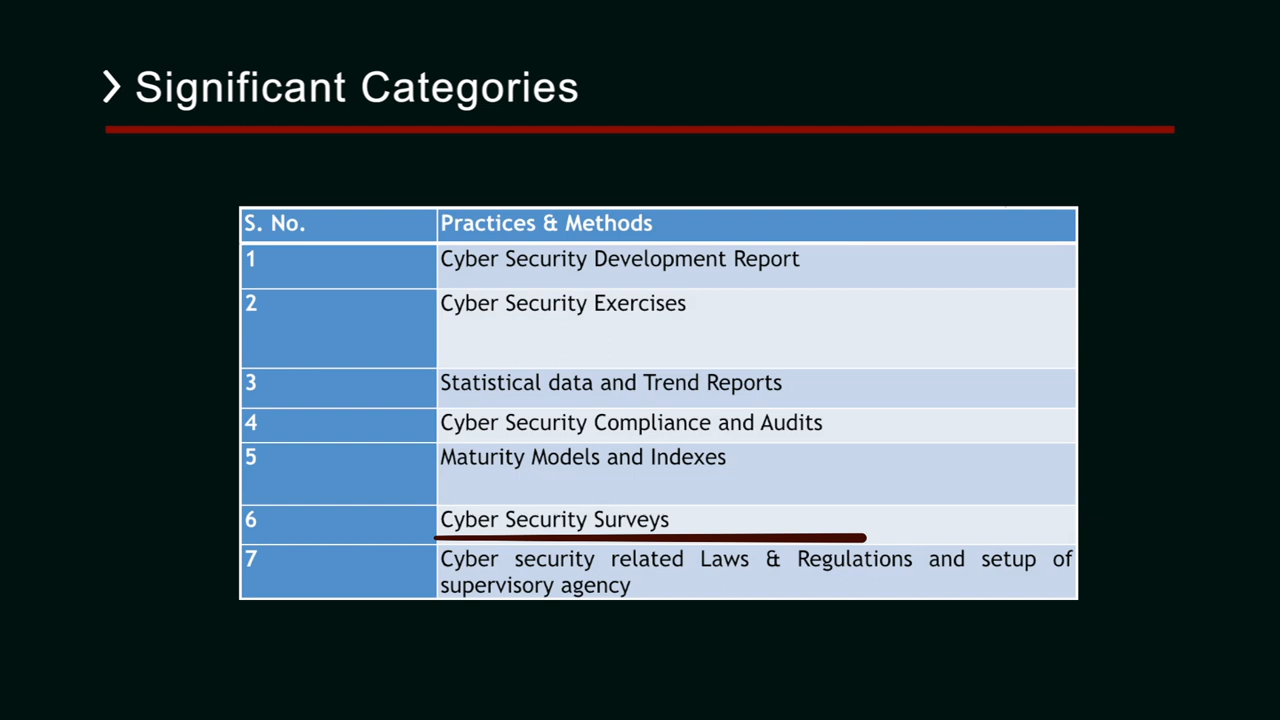 Significant Categories
S. No. Practices & Methods
1 Cyber Security Development Report
2 Cyber Security Exercises
3 Statistical data and Trend Reports
4 Cyber Security Compliance and Audits
5 Maturity Models and Indexes
6 Cyber Security Surveys
7 Cyber security related Laws & Regulations and setup of
supervisory agency